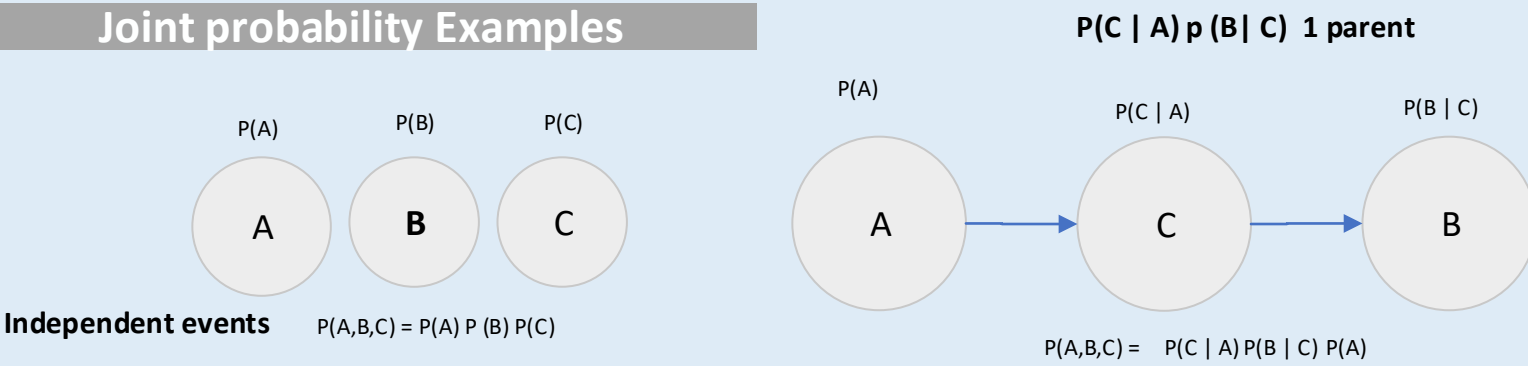 Joint probability Examples
P(A)
P(B)
P(C)
A
B
C
Independent events
P(A,B,C) = P(A) P (B) P(C)
P(C | A) p (B| C) 1 parent
P(A)
P(C | A)
P(B | C)
A
C
B
P(A,B,C) = P(C | A) P(B | C) P(A)